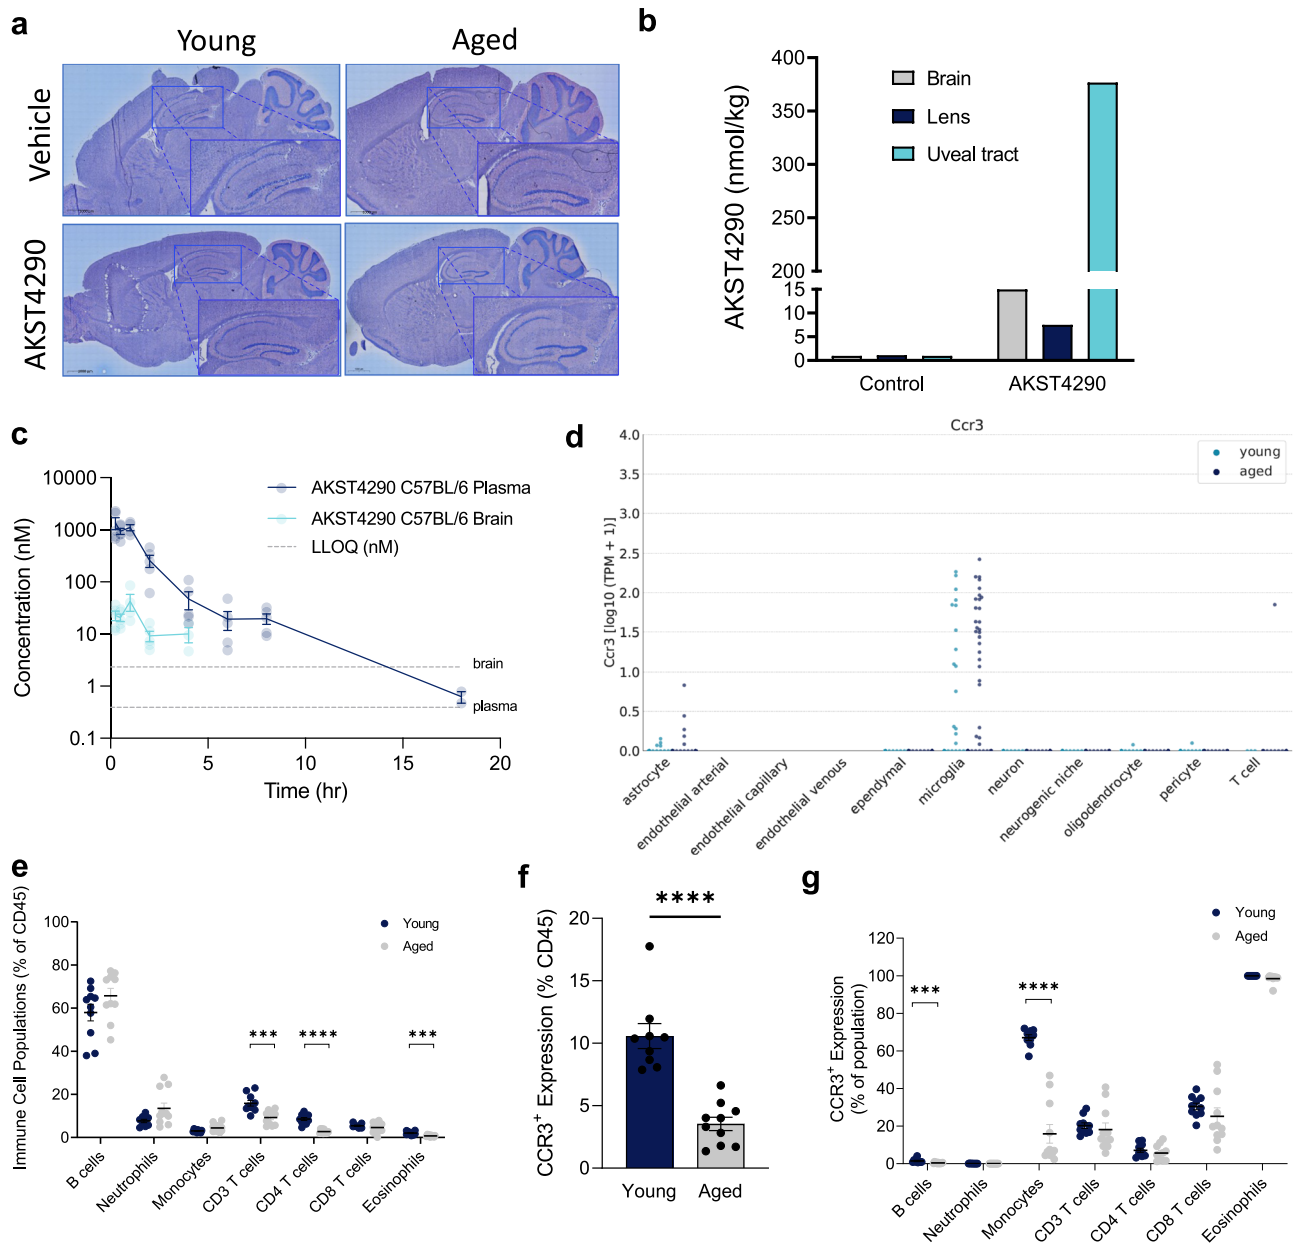 a
Young
Aged
Vehicle
AKST4290
b
AKST4290 (nmol/kg)
400
350
300
250
200
15
10
5
0
Brain
Lens
Uveal tract
Control
AKST4290
c
Concentration (nM)
10000
1000
100
10
1
0.1
AKST4290 C57BL/6 Plasma
AKST4290 C57BL/6 Brain
LLOQ (nM)
brain
plasma
0
5
10
15
20
Time (hr)
d
Ccr3
Ccr3 [log10 (TPM + 1)]
4.0
3.5
3.0
2.5
2.0
1.5
1.0
0.5
0.0
young
aged
astrocyte
endothelial arterial
endothelial capillary
endothelial venous
ependymal
microglia
neuron
neurogenic niche
oligodendrocyte
pericyte
T cell
e
Immune Cell Populations (% of CD45)
100
80
60
40
20
0
Young
Aged
***
****
***
B cells
Neutrophils
Monocytes
CD3 T cells
CD4 T cells
CD8 T cells
Eosinophils
f
CCR3+ Expression (% CD45)
20
15
10
5
0
****
Young
Aged
g
CCR3+ Expression
(% of population)
120
100
80
60
40
20
0
Young
Aged
***
****
B cells
Neutrophils
Monocytes
CD3 T cells
CD4 T cells
CD8 T cells
Eosinophils